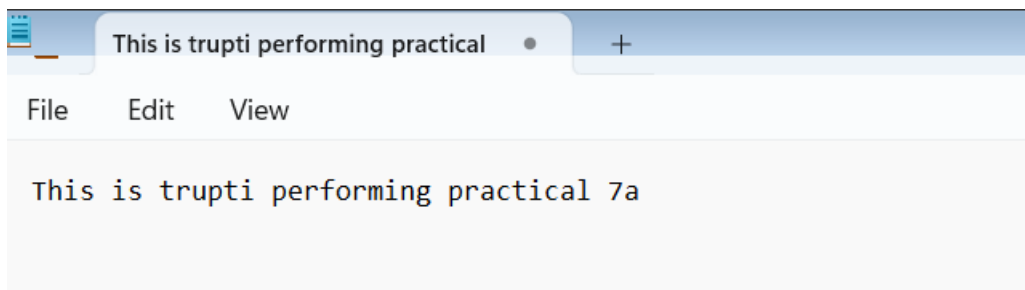 This is trupti performing practical
File Edit View
This is trupti performing practical 7a